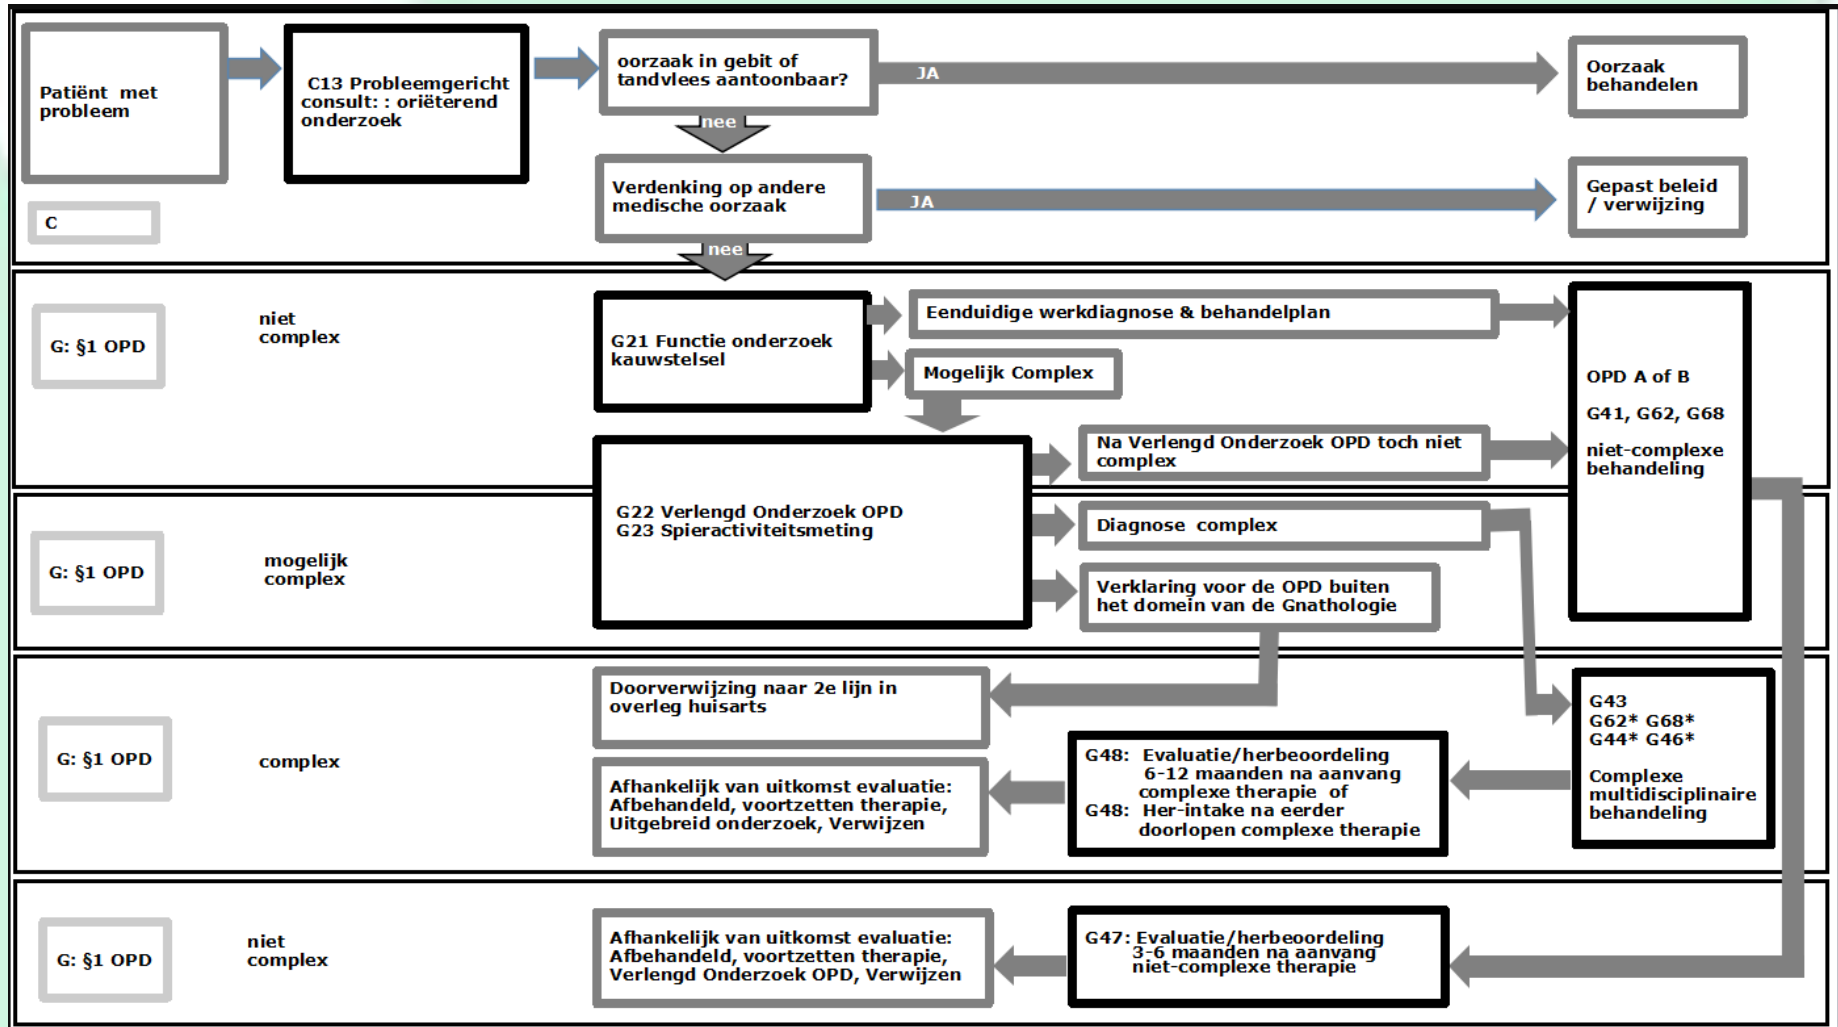 Patiënt met
probleem
C13 Probleemgericht
consult: : oriëterend
onderzoek
oorzaak in gebit of
tandvlees aantoonbaar?
JA
Oorzaak
behandelen
nee
Verdenking op andere
medische oorzaak
JA
Gepast beleid
/ verwijzing
C
nee
G: §1 OPD
niet
complex
G21 Functie onderzoek
kauwstelsel
Eenduidige werkdiagnose & behandelplan
Mogelijk Complex
OPD A of B
G41, G62, G68
niet-complexe
behandeling
Na Verlengd Onderzoek OPD toch niet
complex
G22 Verlengd Onderzoek OPD
G23 Spieractiviteitsmeting
Diagnose complex
G: §1 OPD
mogelijk
complex
Verklaring voor de OPD buiten
het domein van de Gnathologie
Doorverwijzing naar 2e lijn in
overleg huisarts
G43
G62* G68*
G44* G46*
Complexe
multidisciplinaire
behandeling
G: §1 OPD
complex
G48: Evaluatie/herbeoordeling
6-12 maanden na aanvang
complexe therapie of
G48: Her-intake na eerder
doorlopen complexe therapie
Afhankelijk van uitkomst evaluatie:
Afbehandeld, voortzetten therapie,
Uitgebreid onderzoek, Verwijzen
G: §1 OPD
niet
complex
Afhankelijk van uitkomst evaluatie:
Afbehandeld, voortzetten therapie,
Verlengd Onderzoek OPD, Verwijzen
G47: Evaluatie/herbeoordeling
3-6 maanden na aanvang
niet-complexe therapie